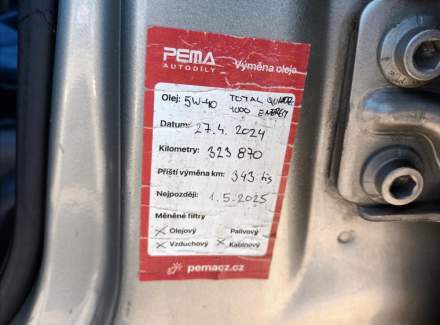 PEMA
AUTODÍLY
Výměna oleje
Olej: 5W-40 TOTAL QUARTZ
1000 ENERGY
Datum: 27.4. 2024
Kilometry: 323 870
Příští výměna km: 343 tis
Nejpozději: 1.5.2025
Měněné filtry
× Olejový Palivový
× Vzduchový × Kabinový
pemacz.cz